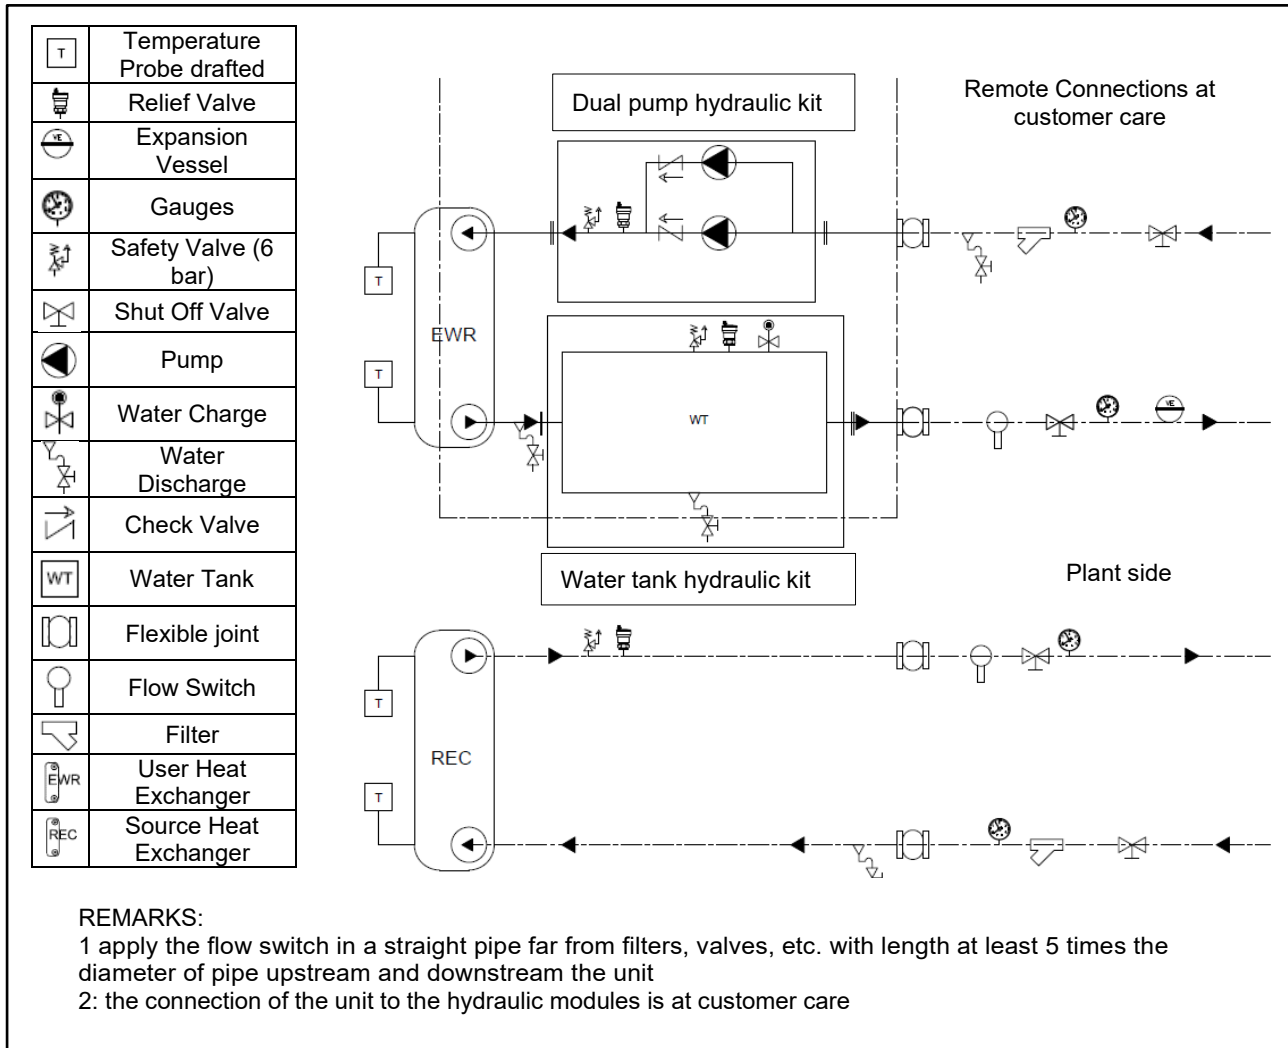 T
Temperature
Probe drafted
Relief Valve
VE
Expansion
Vessel
Gauges
Safety Valve (6
bar)
Shut Off Valve
Pump
Water Charge
Water
Discharge
Check Valve
WT
Water Tank
Flexible joint
Flow Switch
Filter
EWR
User Heat
Exchanger
REC
Source Heat
Exchanger
Dual pump hydraulic kit
Remote Connections at
customer care
T
EWR
T
WT
VE
Water tank hydraulic kit
Plant side
T
REC
T
REMARKS:
1 apply the flow switch in a straight pipe far from filters, valves, etc. with length at least 5 times the
diameter of pipe upstream and downstream the unit
2: the connection of the unit to the hydraulic modules is at customer care